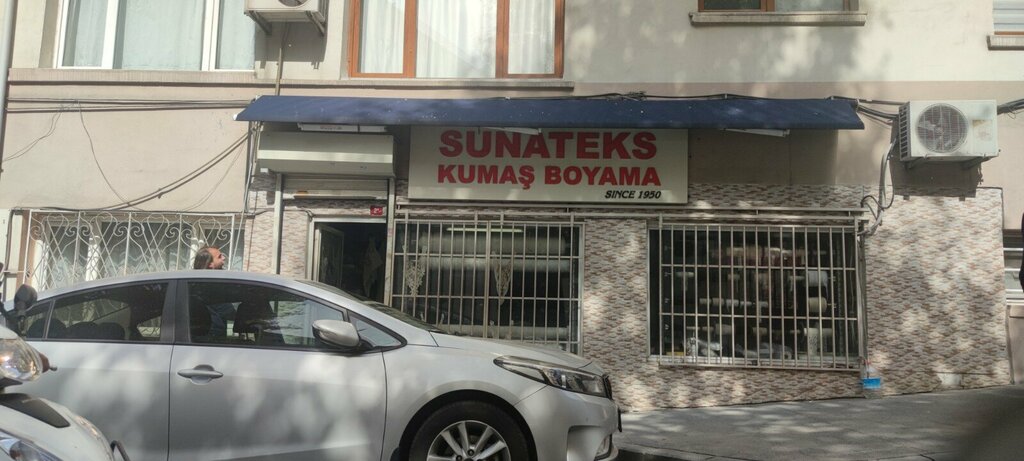 SUNATEKS
KUMAŞ BOYAMA
SINCE 1950